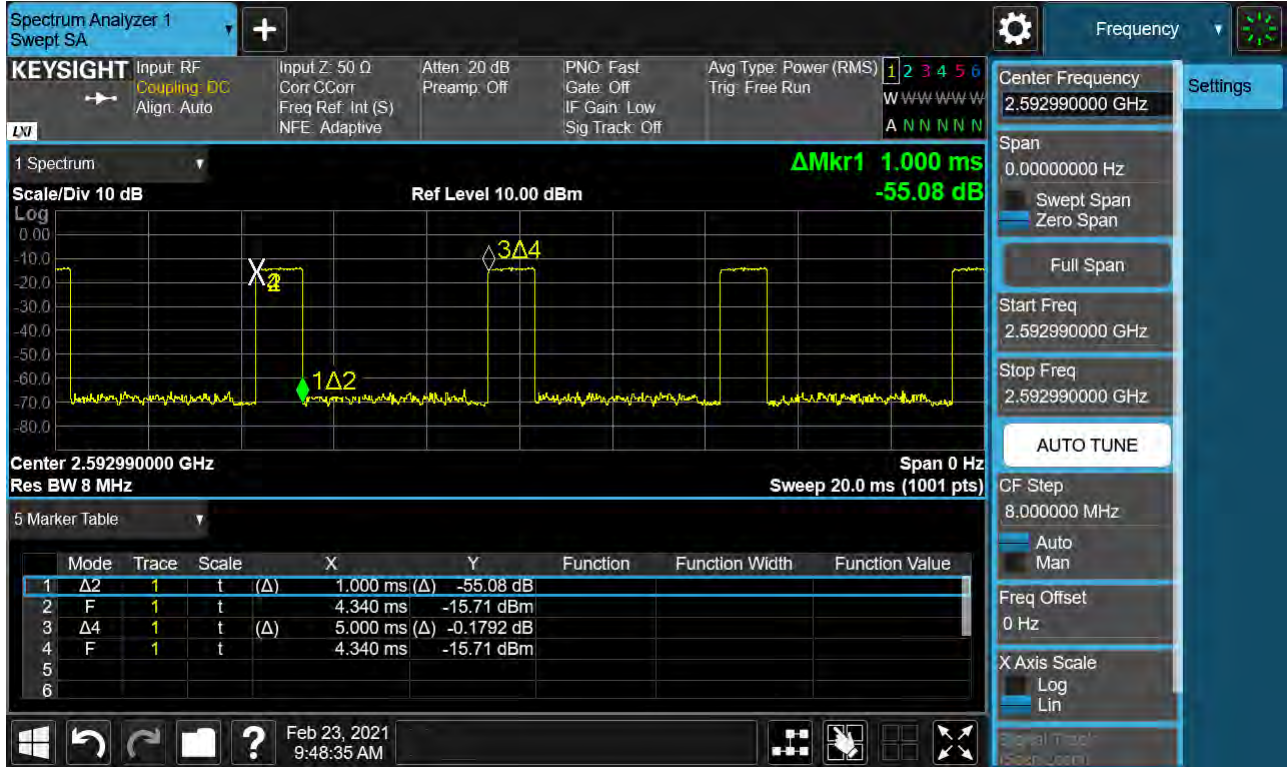 Spectrum Analyzer 1
Swept SA
+
Frequency
KEYSIGHT
LXI
Input: RF
Coupling: DC
Align: Auto
Input Z: 50 Ω
Corr CCorr
Freq Ref: Int (S)
NFE: Adaptive
Atten: 20 dB
Preamp: Off
PNO: Fast
Gate: Off
IF Gain: Low
Sig Track: Off
Avg Type: Power (RMS)
Trig: Free Run
1 2 3 4 5 6
W W W W W W
A N N N N N
1 Spectrum
ΔMkr1 1.000 ms
-55.08 dB
Scale/Div 10 dB
Ref Level 10.00 dBm
Log
0.00
-10.0
-20.0
-30.0
-40.0
-50.0
-60.0
-70.0
-80.0
3Δ4
1Δ2
Center 2.592990000 GHz
Span 0 Hz
Res BW 8 MHz
Sweep 20.0 ms (1001 pts)
5 Marker Table
Mode Trace Scale X Y Function Function Width Function Value
1 Δ2 1 t (Δ) 1.000 ms (Δ) -55.08 dB
2 F 1 t 4.340 ms -15.71 dBm
3 Δ4 1 t (Δ) 5.000 ms (Δ) -0.1792 dB
4 F 1 t 4.340 ms -15.71 dBm
5
6
?
Feb 23, 2021
9:48:35 AM
Center Frequency
2.592990000 GHz
Settings
Span
0.00000000 Hz
Swept Span
Zero Span
Full Span
Start Freq
2.592990000 GHz
Stop Freq
2.592990000 GHz
AUTO TUNE
CF Step
8.000000 MHz
Auto
Man
Freq Offset
0 Hz
X Axis Scale
Log
Lin
Signal Track
(Span Zoom)